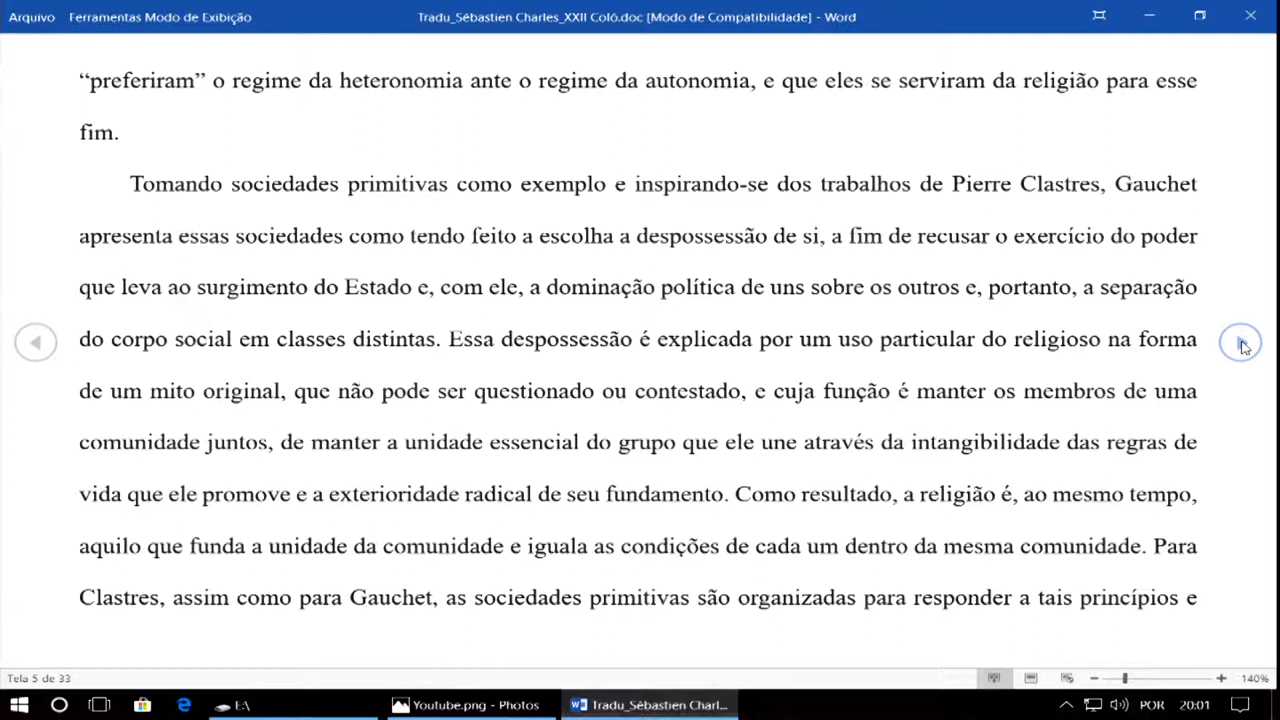 Arquivo Ferramentas Modo de Exibição
Tradu_Sébastien Charles_XXII Coló.doc [Modo de Compatibilidade] - Word
“preferiram” o regime da heteronomia ante o regime da autonomia, e que eles se serviram da religião para esse
fim.
Tomando sociedades primitivas como exemplo e inspirando-se dos trabalhos de Pierre Clastres, Gauchet
apresenta essas sociedades como tendo feito a escolha a despossessão de si, a fim de recusar o exercício do poder
que leva ao surgimento do Estado e, com ele, a dominação política de uns sobre os outros e, portanto, a separação
do corpo social em classes distintas. Essa despossessão é explicada por um uso particular do religioso na forma
de um mito original, que não pode ser questionado ou contestado, e cuja função é manter os membros de uma
comunidade juntos, de manter a unidade essencial do grupo que ele une através da intangibilidade das regras de
vida que ele promove e a exterioridade radical de seu fundamento. Como resultado, a religião é, ao mesmo tempo,
aquilo que funda a unidade da comunidade e iguala as condições de cada um dentro da mesma comunidade. Para
Clastres, assim como para Gauchet, as sociedades primitivas são organizadas para responder a tais princípios e
Tela 5 de 33
140%
E:\
Youtube.png - Photos
Tradu_Sébastien Charl...
POR
20:01